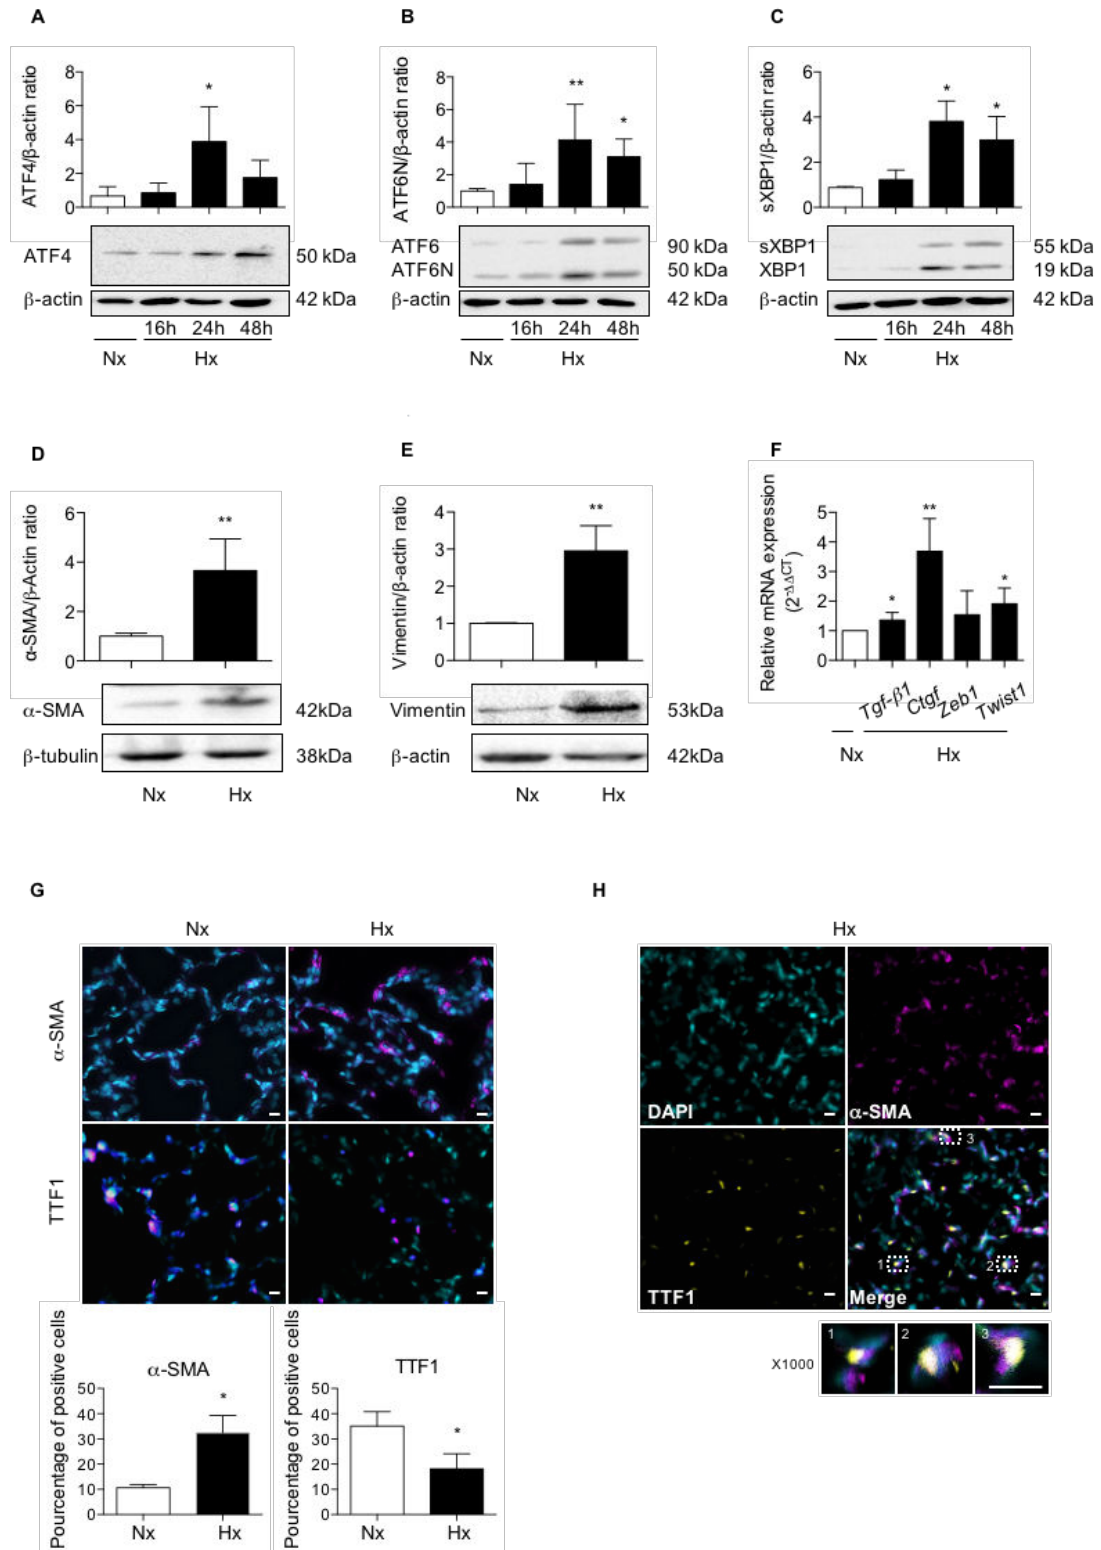 A
B
C
ATF4/β-actin ratio
8
6
4
2
0
*
ATF6N/β-actin ratio
8
6
4
2
0
**
*
sXBP1/β-actin ratio
6
4
2
0
*
*
ATF4
50 kDa
β-actin
42 kDa
16h 24h 48h
Nx Hx
ATF6
90 kDa
ATF6N
50 kDa
β-actin
42 kDa
16h 24h 48h
Nx Hx
sXBP1
55 kDa
XBP1
19 kDa
β-actin
42 kDa
16h 24h 48h
Nx Hx
D
E
F
α-SMA/β-Actin ratio
6
4
2
0
**
α-SMA
42kDa
β-tubulin
38kDa
Nx Hx
Vimentin/β-actin ratio
4
3
2
1
0
**
Vimentin
53kDa
β-actin
42kDa
Nx Hx
Relative mRNA expression
(2-ΔΔCT)
5
4
3
2
1
0
*
**
*
Tgf-β1 Ctgf Zeb1 Twist1
Nx Hx
G
Nx Hx
α-SMA
TTF1
Pourcentage of positive cells
α-SMA
50
40
30
20
10
0
*
Nx Hx
Pourcentage of positive cells
TTF1
50
40
30
20
10
0
*
Nx Hx
H
Hx
DAPI
α-SMA
TTF1
Merge
3
1
2
X1000
1
2
3